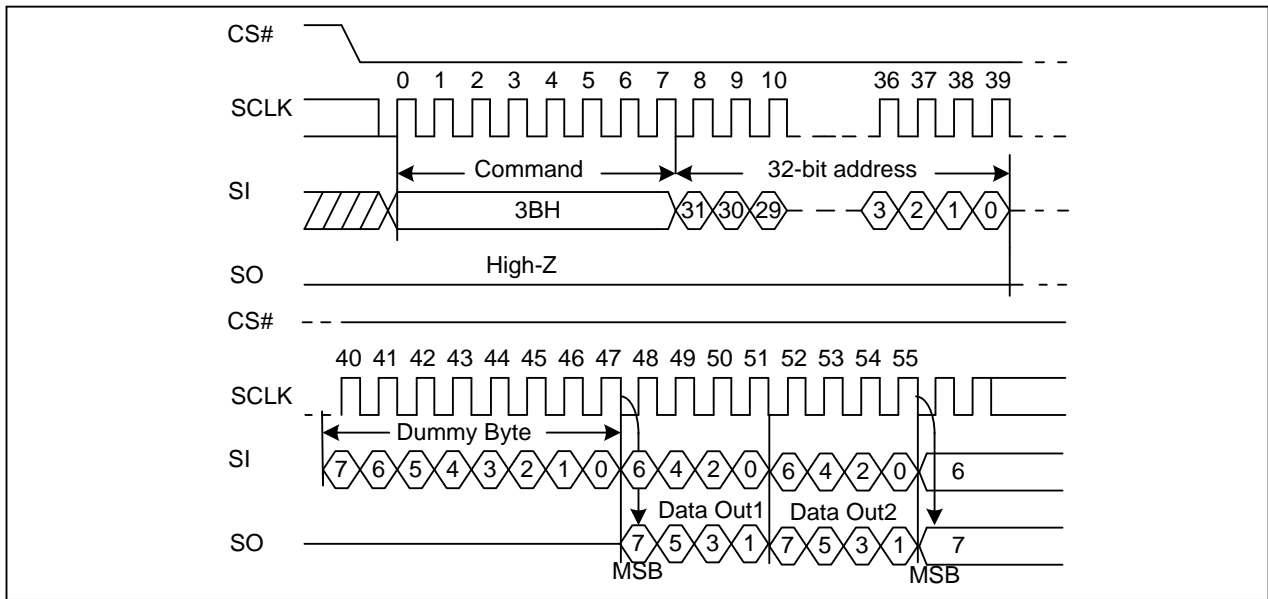 CS#
0 1 2 3 4 5 6 7 8 9 10 36 37 38 39
SCLK
Command 32-bit address
SI
3BH 31 30 29 3 2 1 0
High-Z
SO
CS#
40 41 42 43 44 45 46 47 48 49 50 51 52 53 54 55
SCLK
Dummy Byte
SI
7 6 5 4 3 2 1 0 6 4 2 0 6 4 2 0 6
Data Out1 Data Out2
SO
7 5 3 1 7 5 3 1 7
MSB MSB